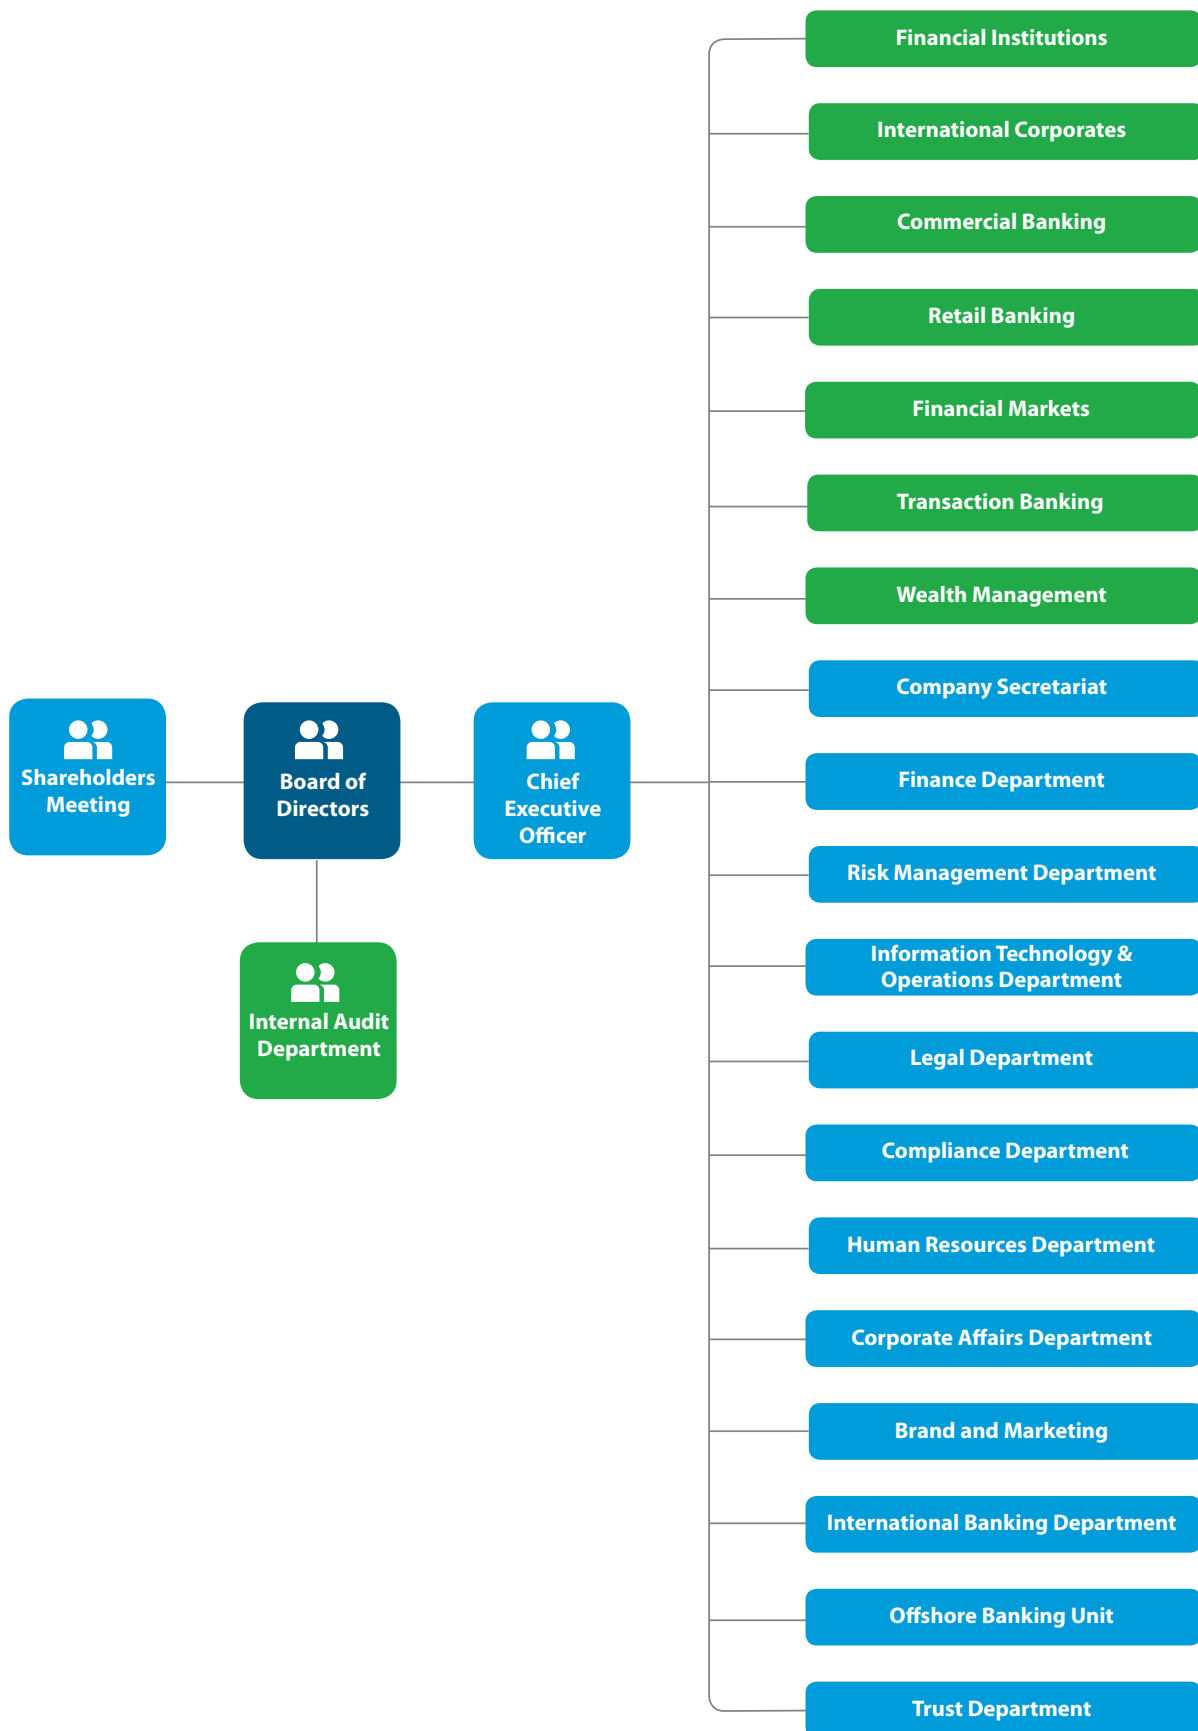 Financial Institutions
International Corporates
Commercial Banking
Retail Banking
Financial Markets
Transaction Banking
Wealth Management
Company Secretariat
Shareholders
Meeting
Board of
Directors
Chief
Executive
Officer
Finance Department
Risk Management Department
Information Technology &
Operations Department
Internal Audit
Department
Legal Department
Compliance Department
Human Resources Department
Corporate Affairs Department
Brand and Marketing
International Banking Department
Offshore Banking Unit
Trust Department